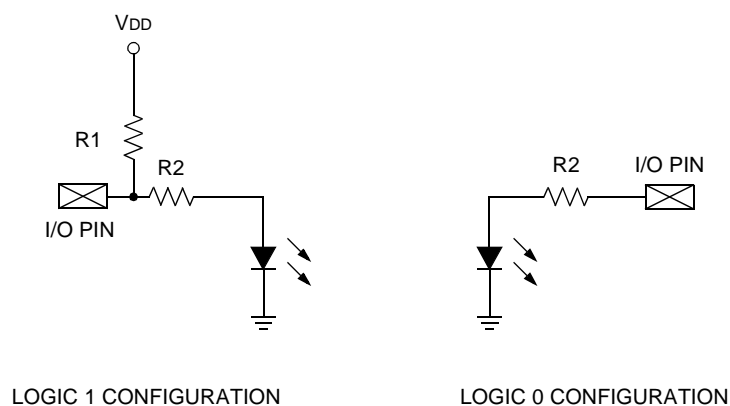 VDD
R1
R2
I/O PIN
R2
I/O PIN
LOGIC 1 CONFIGURATION
LOGIC 0 CONFIGURATION